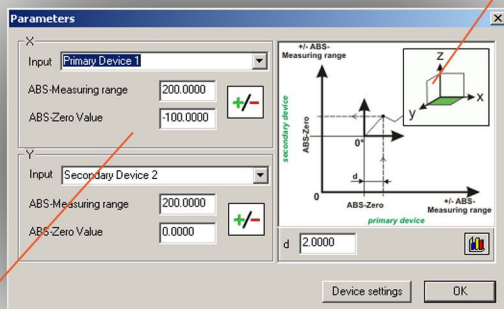 Parameters
X
Input Primary Device 1
ABS-Measuring range 200.0000
ABS-Zero Value -100.0000
+/-
Y
Input Secondary Device 2
ABS-Measuring range 200.0000
ABS-Zero Value 0.0000
+/-
+/- ABS-
Measuring range
secondary device
ABS-Zero
0°
d
0
ABS-Zero
+/- ABS-
Measuring range
primary device
Z
X
y
d 2.0000
Device settings
OK